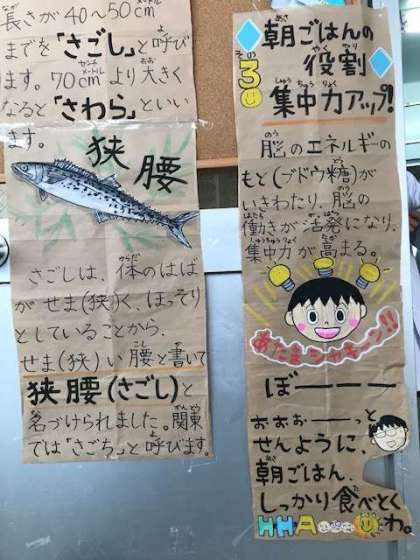 長さが40〜50cm
までを「さごし」と呼び
ます。70cmより大きく
なると「さわら」といい
ます。
狭腰
さごしは、体のはば
がせま(狭)く、ほっそり
としていることから、
せま(狭)い腰と書いて
狭腰(さごし)と
名づけられました。関東
では「さごち」と呼びます。
朝ごはんの
役割
その3
集中力アップ!
脳のエネルギーの
もと(ブドウ糖)が
いきわたり、脳の
働きが活発になり、
集中力が高まる。
あたまシャキーン!!
ぼーーー
おぉぉーーっと
せんように、
朝ごはん、
しっかり食べとく
わ。
HHA